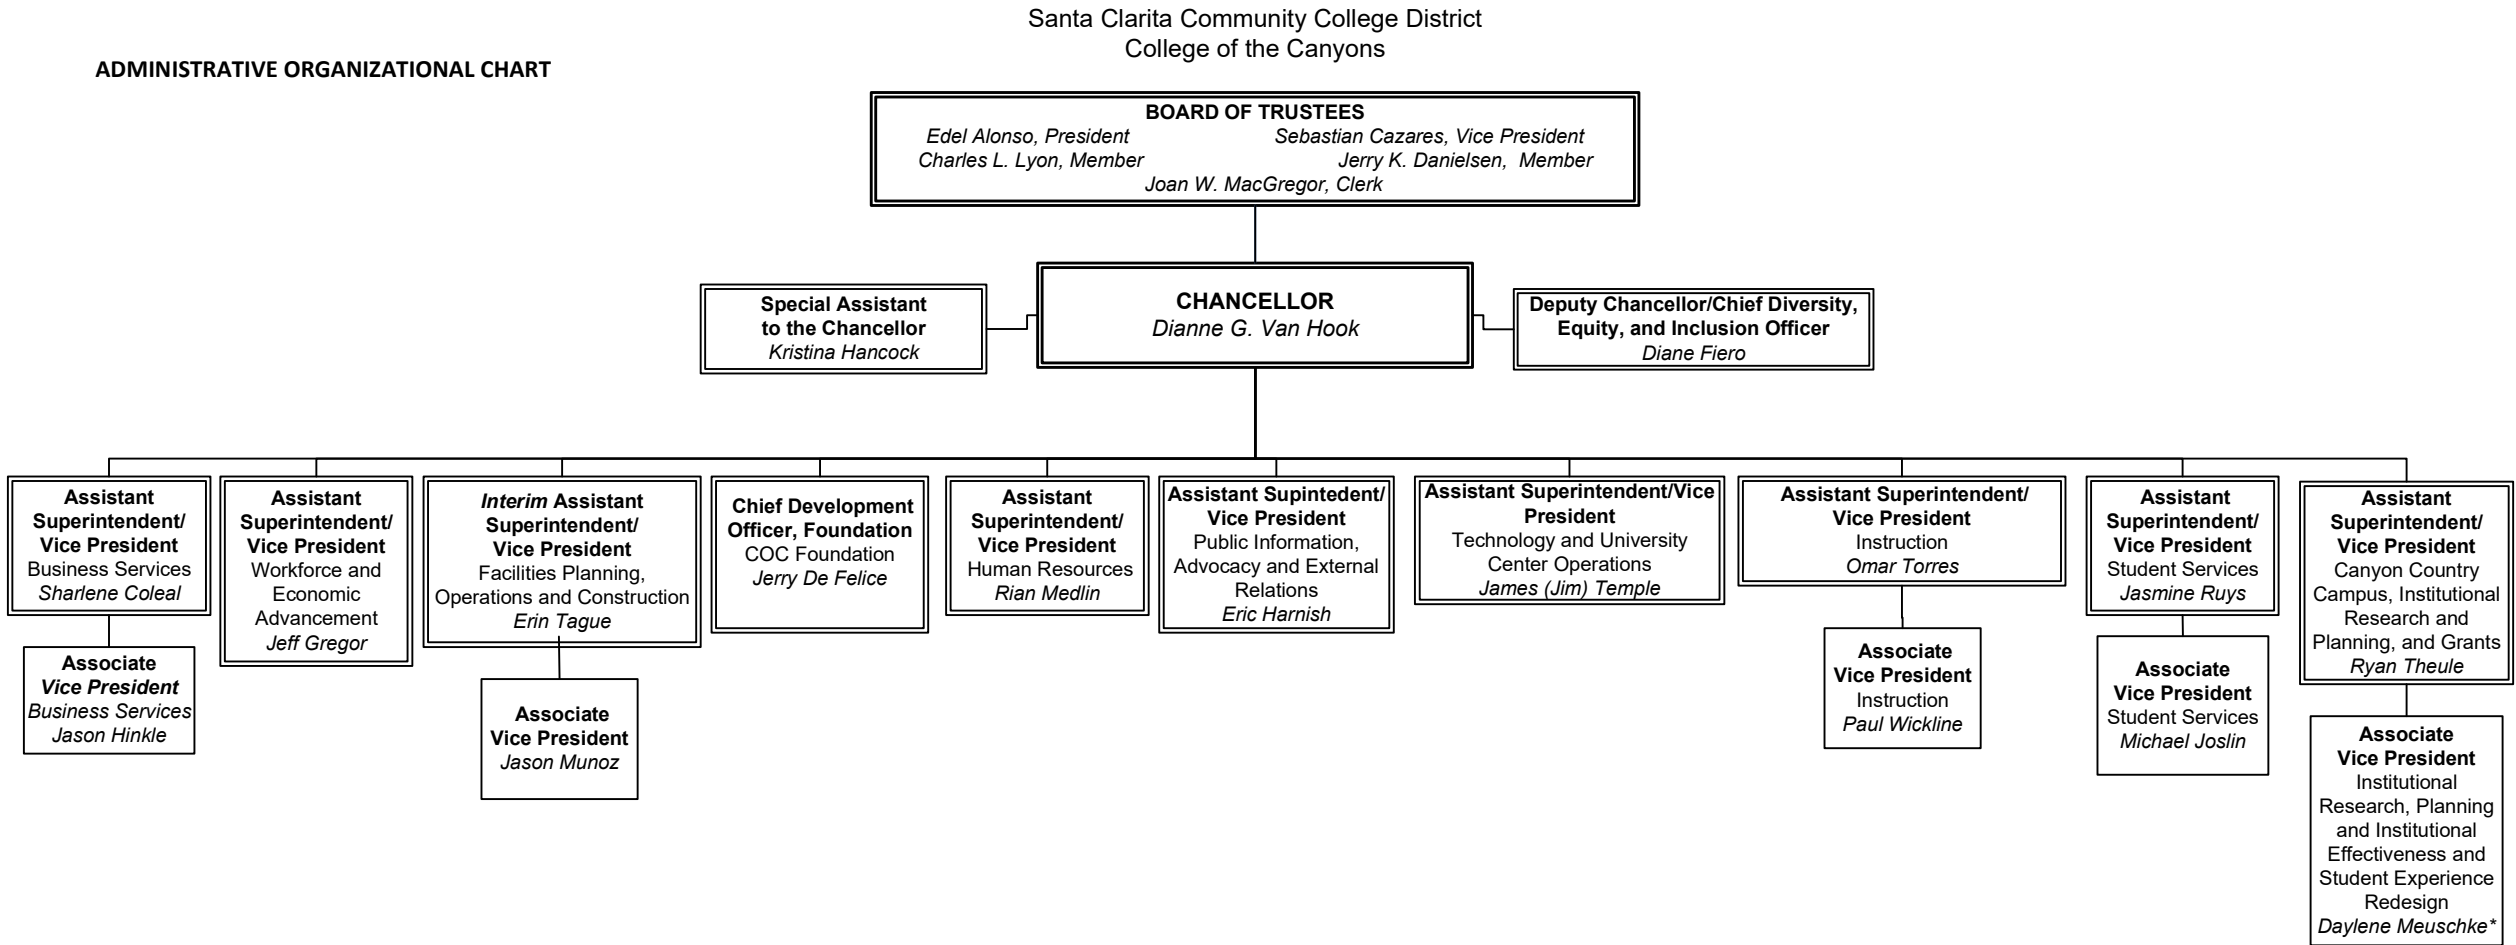 Santa Clarita Community College District
College of the Canyons
ADMINISTRATIVE ORGANIZATIONAL CHART
BOARD OF TRUSTEES
Edel Alonso, President Sebastian Cazares, Vice President
Charles L. Lyon, Member Jerry K. Danielsen, Member
Joan W. MacGregor, Clerk
Special Assistant
to the Chancellor
Kristina Hancock
CHANCELLOR
Dianne G. Van Hook
Deputy Chancellor/Chief Diversity,
Equity, and Inclusion Officer
Diane Fiero
Assistant
Superintendent/
Vice President
Business Services
Sharlene Coleal
Associate
Vice President
Business Services
Jason Hinkle
Assistant
Superintendent/
Vice President
Workforce and
Economic
Advancement
Jeff Gregor
Interim Assistant
Superintendent/
Vice President
Facilities Planning,
Operations and Construction
Erin Tague
Associate
Vice President
Jason Munoz
Chief Development
Officer, Foundation
COC Foundation
Jerry De Felice
Assistant
Superintendent/
Vice President
Human Resources
Rian Medlin
Assistant Supintedent/
Vice President
Public Information,
Advocacy and External
Relations
Eric Harnish
Assistant Superintendent/Vice
President
Technology and University
Center Operations
James (Jim) Temple
Assistant Superintendent/
Vice President
Instruction
Omar Torres
Associate
Vice President
Instruction
Paul Wickline
Assistant
Superintendent/
Vice President
Student Services
Jasmine Ruys
Associate
Vice President
Student Services
Michael Joslin
Assistant
Superintendent/
Vice President
Canyon Country
Campus, Institutional
Research and
Planning, and Grants
Ryan Theule
Associate
Vice President
Institutional
Research, Planning
and Institutional
Effectiveness and
Student Experience
Redesign
Daylene Meuschke*